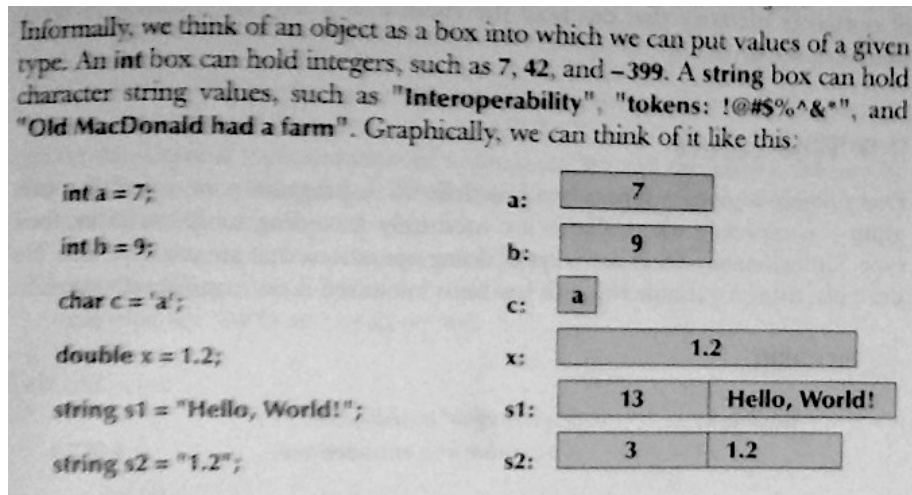 Informally, we think of an object as a box into which we can put values of a given
type. An int box can hold integers, such as 7, 42, and –399. A string box can hold
character string values, such as "Interoperability", "tokens: !@#$%^&*", and
"Old MacDonald had a farm". Graphically, we can think of it like this:
int a = 7; a: 7
int b = 9; b: 9
char c = 'a'; c: a
double x = 1.2; x: 1.2
string s1 = "Hello, World!"; s1: 13 Hello, World!
string s2 = "1.2"; s2: 3 1.2